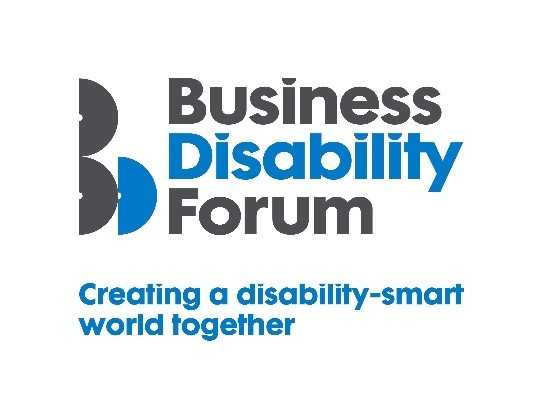 Business
Disability
Forum
Creating a disability-smart
world together